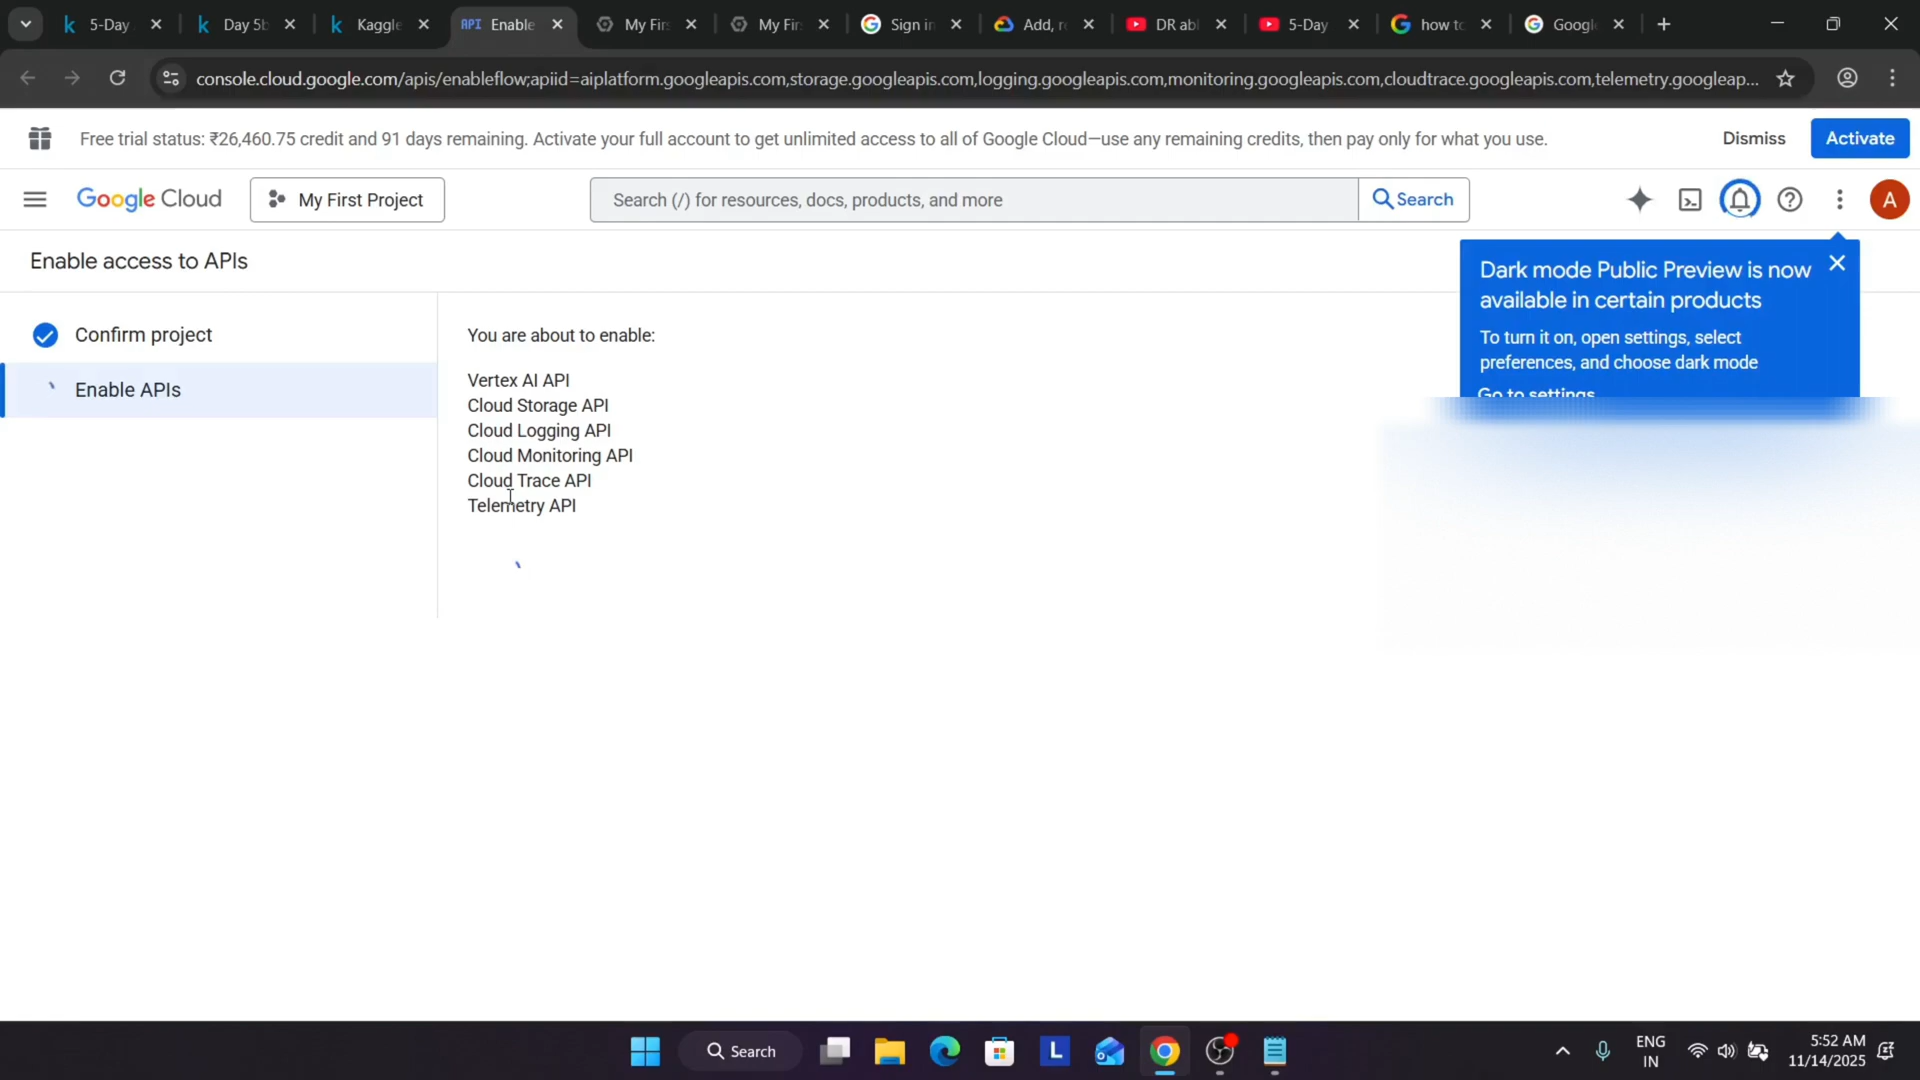 5-Day
Day 5b
Kaggle
API Enable
My Firs
My Firs
Sign in
Add, re
DR abl
5-Day
how to
Google
console.cloud.google.com/apis/enableflow;apiid=aiplatform.googleapis.com,storage.googleapis.com,logging.googleapis.com,monitoring.googleapis.com,cloudtrace.googleapis.com,telemetry.googleap...
Free trial status: ₹26,460.75 credit and 91 days remaining. Activate your full account to get unlimited access to all of Google Cloud—use any remaining credits, then pay only for what you use.
Dismiss
Activate
Google Cloud
My First Project
Search (/) for resources, docs, products, and more
Search
A
Enable access to APIs
Dark mode Public Preview is now
available in certain products
To turn it on, open settings, select
preferences, and choose dark mode
Go to settings
Confirm project
Enable APIs
You are about to enable:
Vertex AI API
Cloud Storage API
Cloud Logging API
Cloud Monitoring API
Cloud Trace API
Telemetry API
Search
L
ENG
IN
5:52 AM
11/14/2025